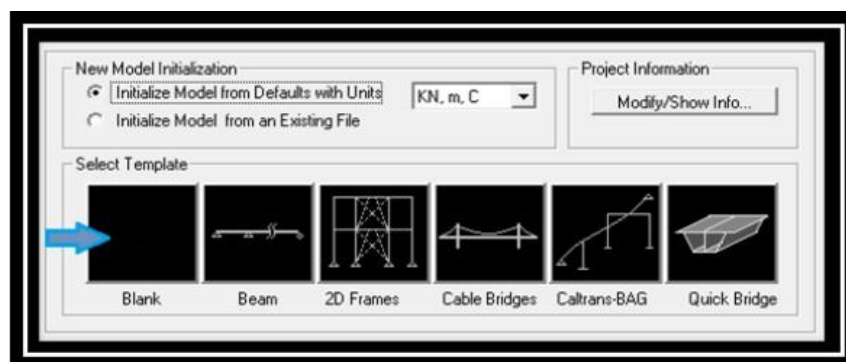 New Model Initialization
Project Information
Initialize Model from Defaults with Units
KN, m, C
Modify/Show Info...
Initialize Model from an Existing File
Select Template
Blank
Beam
2D Frames
Cable Bridges
Caltrans-BAG
Quick Bridge